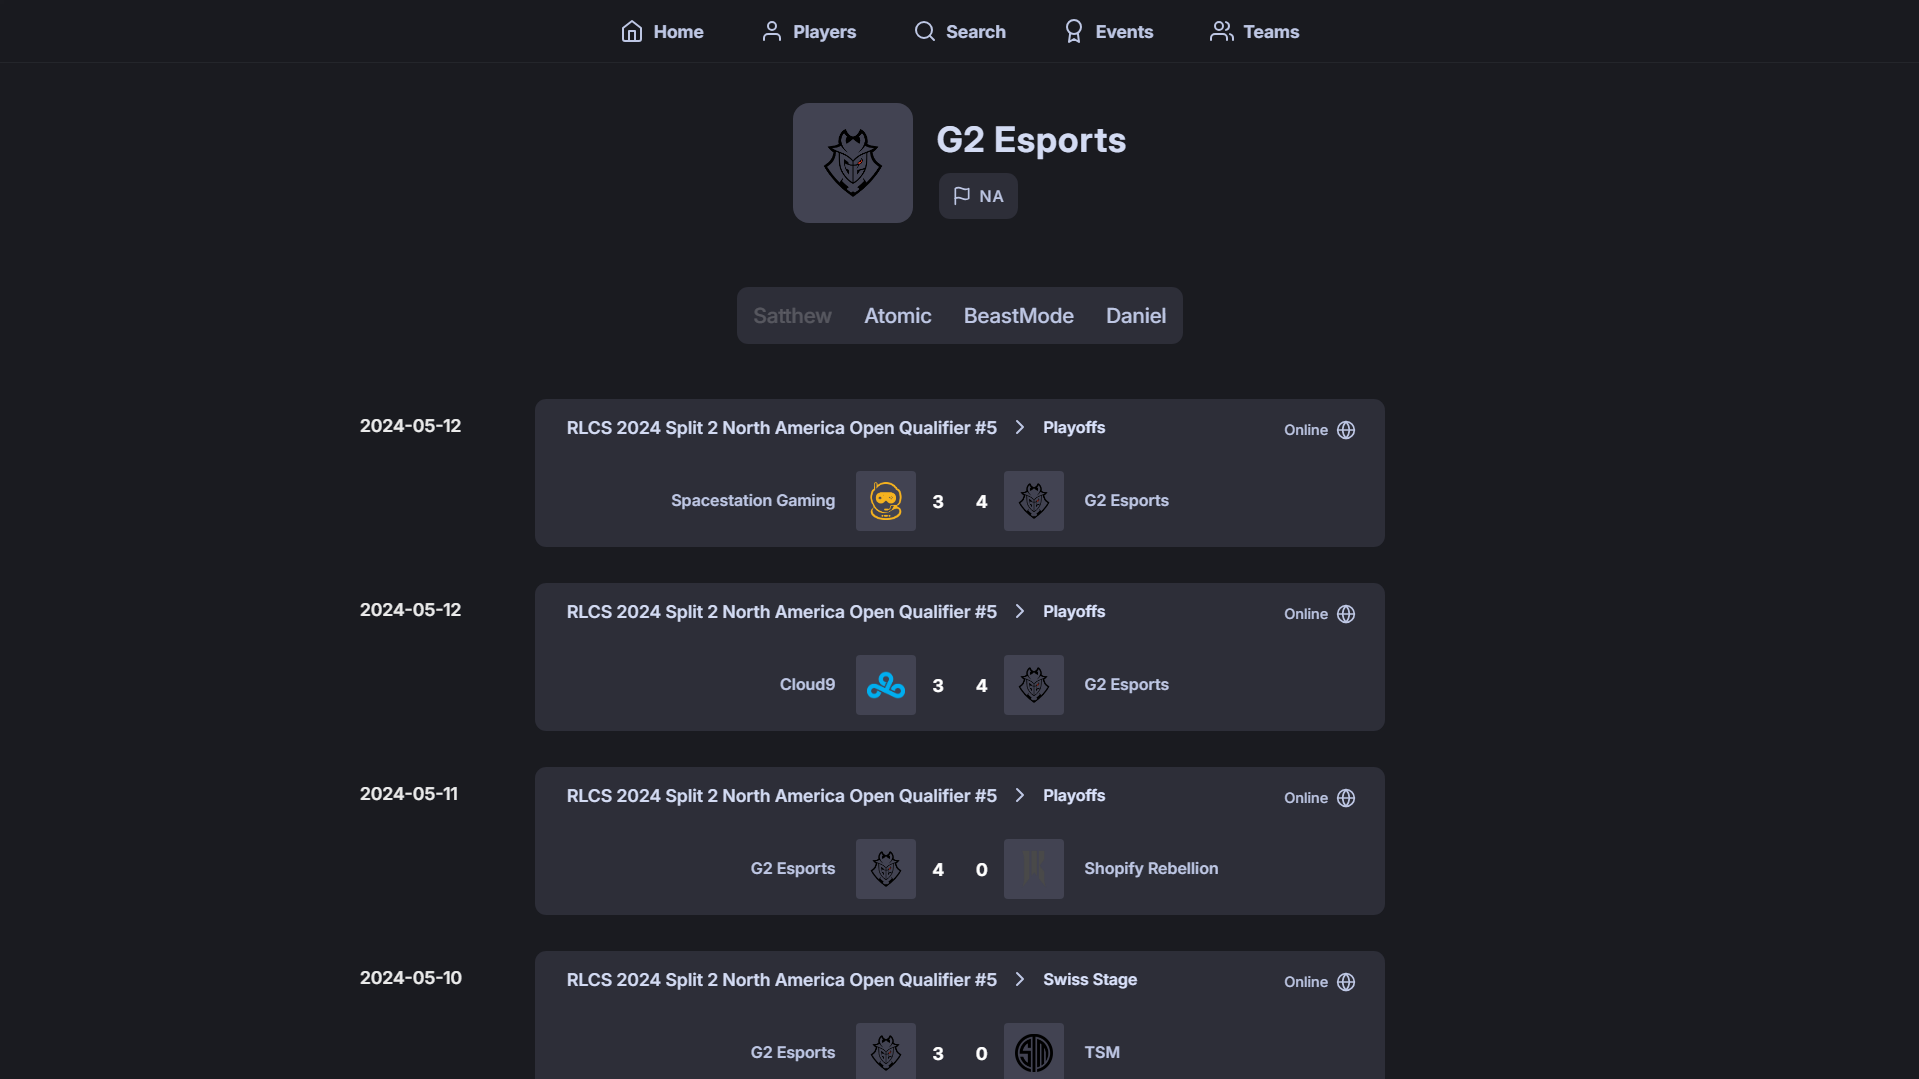 Home Players Search Events Teams
G2 Esports
NA
Satthew Atomic BeastMode Daniel
2024-05-12
RLCS 2024 Split 2 North America Open Qualifier #5 Playoffs Online
Spacestation Gaming 3 4 G2 Esports
2024-05-12
RLCS 2024 Split 2 North America Open Qualifier #5 Playoffs Online
Cloud9 3 4 G2 Esports
2024-05-11
RLCS 2024 Split 2 North America Open Qualifier #5 Playoffs Online
G2 Esports 4 0 Shopify Rebellion
2024-05-10
RLCS 2024 Split 2 North America Open Qualifier #5 Swiss Stage Online
G2 Esports 3 0 TSM